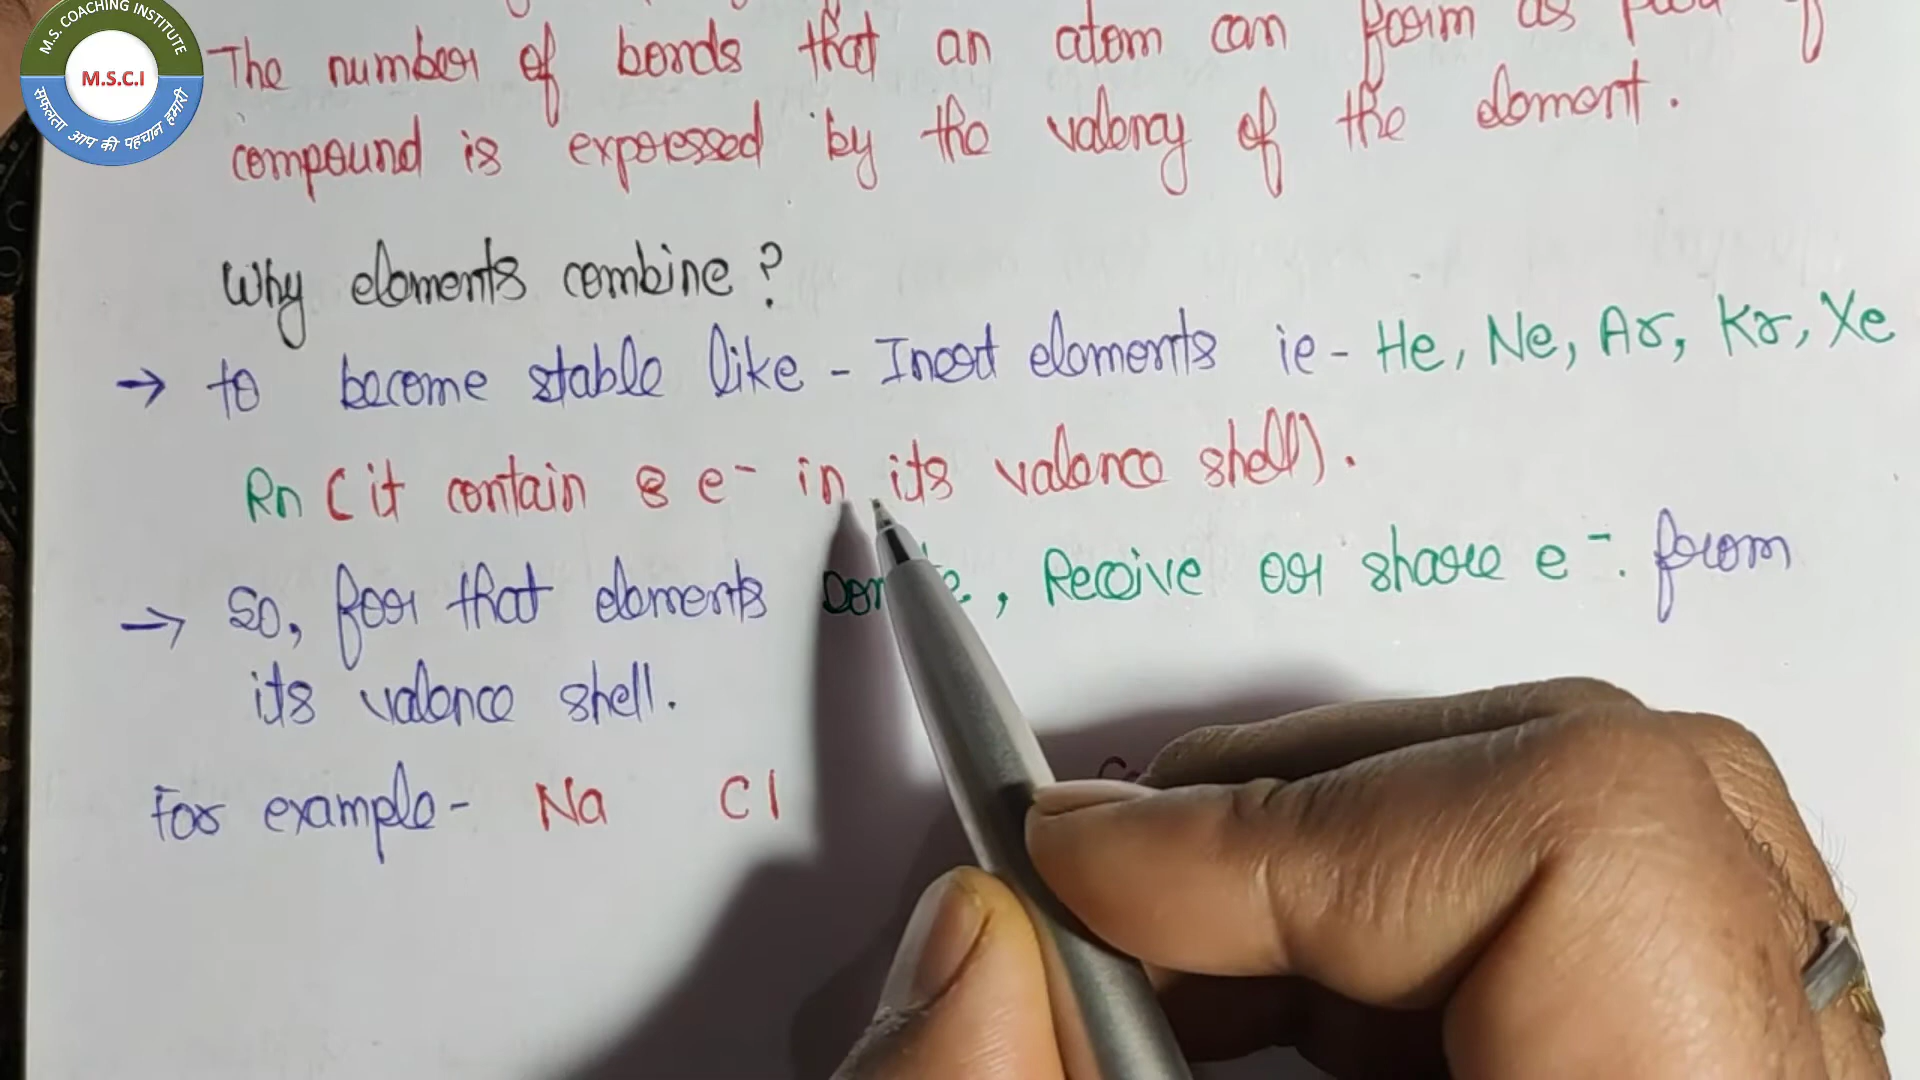 M.S. COACHING INSTITUTE
M.S.C.I
सफलता आप की पहचान हमारी
The number of bonds that an atom can form as part of
compound is expressed by the valency of the element.
Why elements combine?
→ to become stable like - Inert elements ie - He, Ne, Ar, Kr, Xe
Rn (it contain 8 e⁻ in its valence shell).
→ So, for that elements Donate, Receive or share e⁻. from
its valence shell.
For example - Na Cl